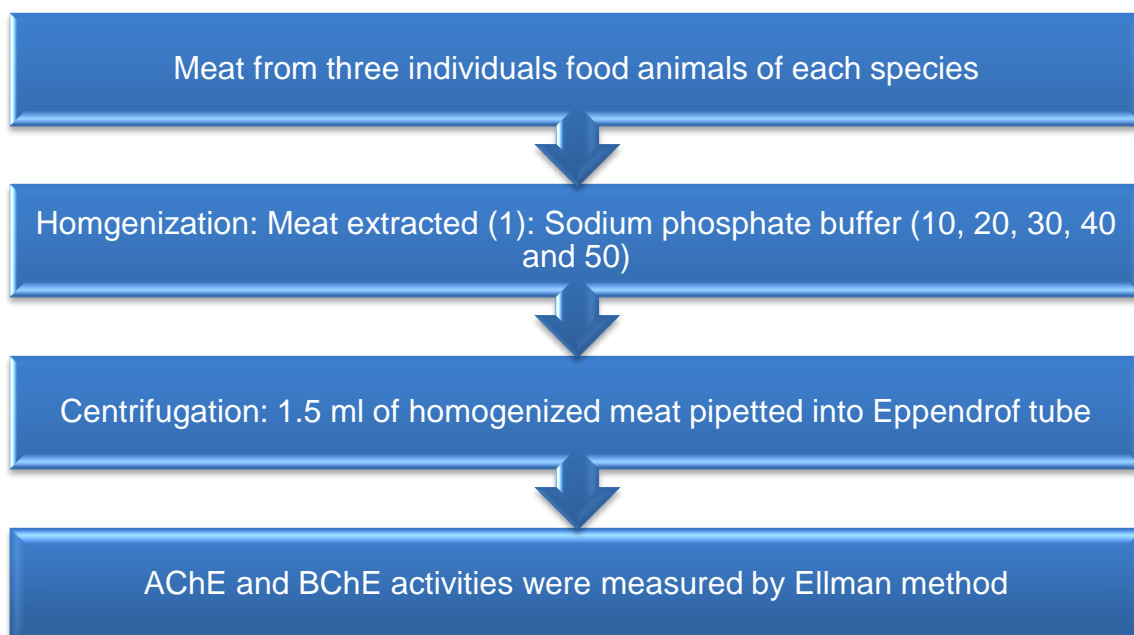 Meat from three individuals food animals of each species
Homgenization: Meat extracted (1): Sodium phosphate buffer (10, 20, 30, 40
and 50)
Centrifugation: 1.5 ml of homogenized meat pipetted into Eppendrof tube
AChE and BChE activities were measured by Ellman method